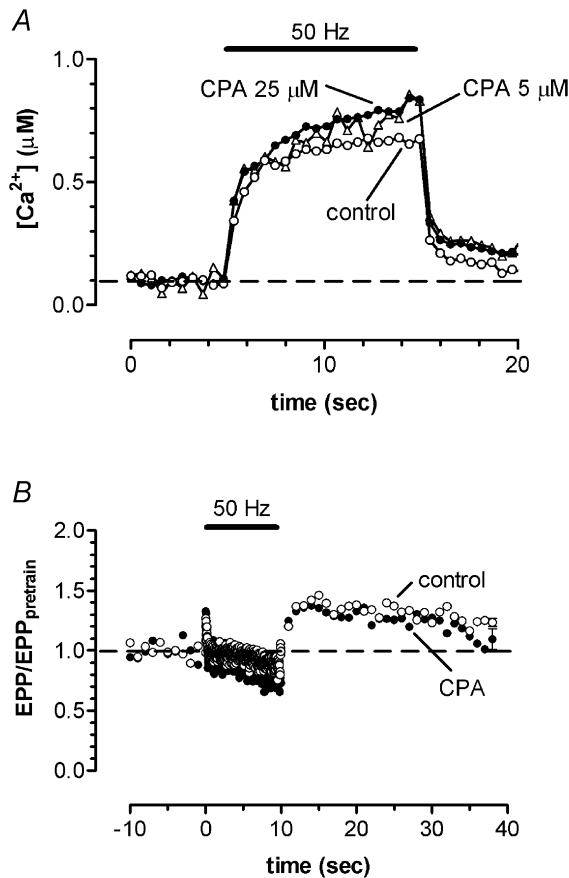 A
50 Hz
1.0
CPA 25 μM
CPA 5 μM
[Ca2+] (μM)
0.5
control
0.0
0
10
20
time (sec)
B
50 Hz
2.0
1.5
control
EPP/EPPpretrain
1.0
CPA
0.5
0.0
-10
0
10
20
30
40
time (sec)